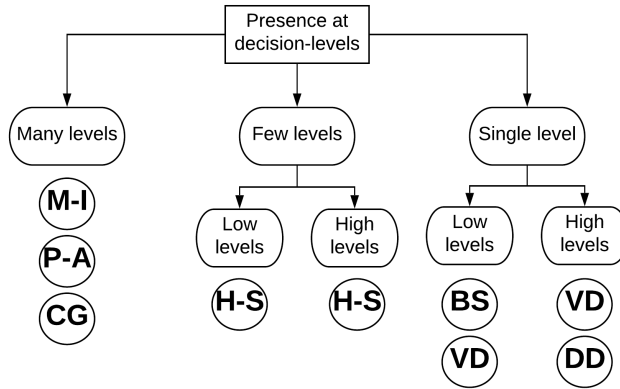 Presence at
decision-levels
Many levels
Few levels
Single level
M-I
P-A
CG
Low
levels
High
levels
Low
levels
High
levels
H-S
H-S
BS
VD
VD
DD